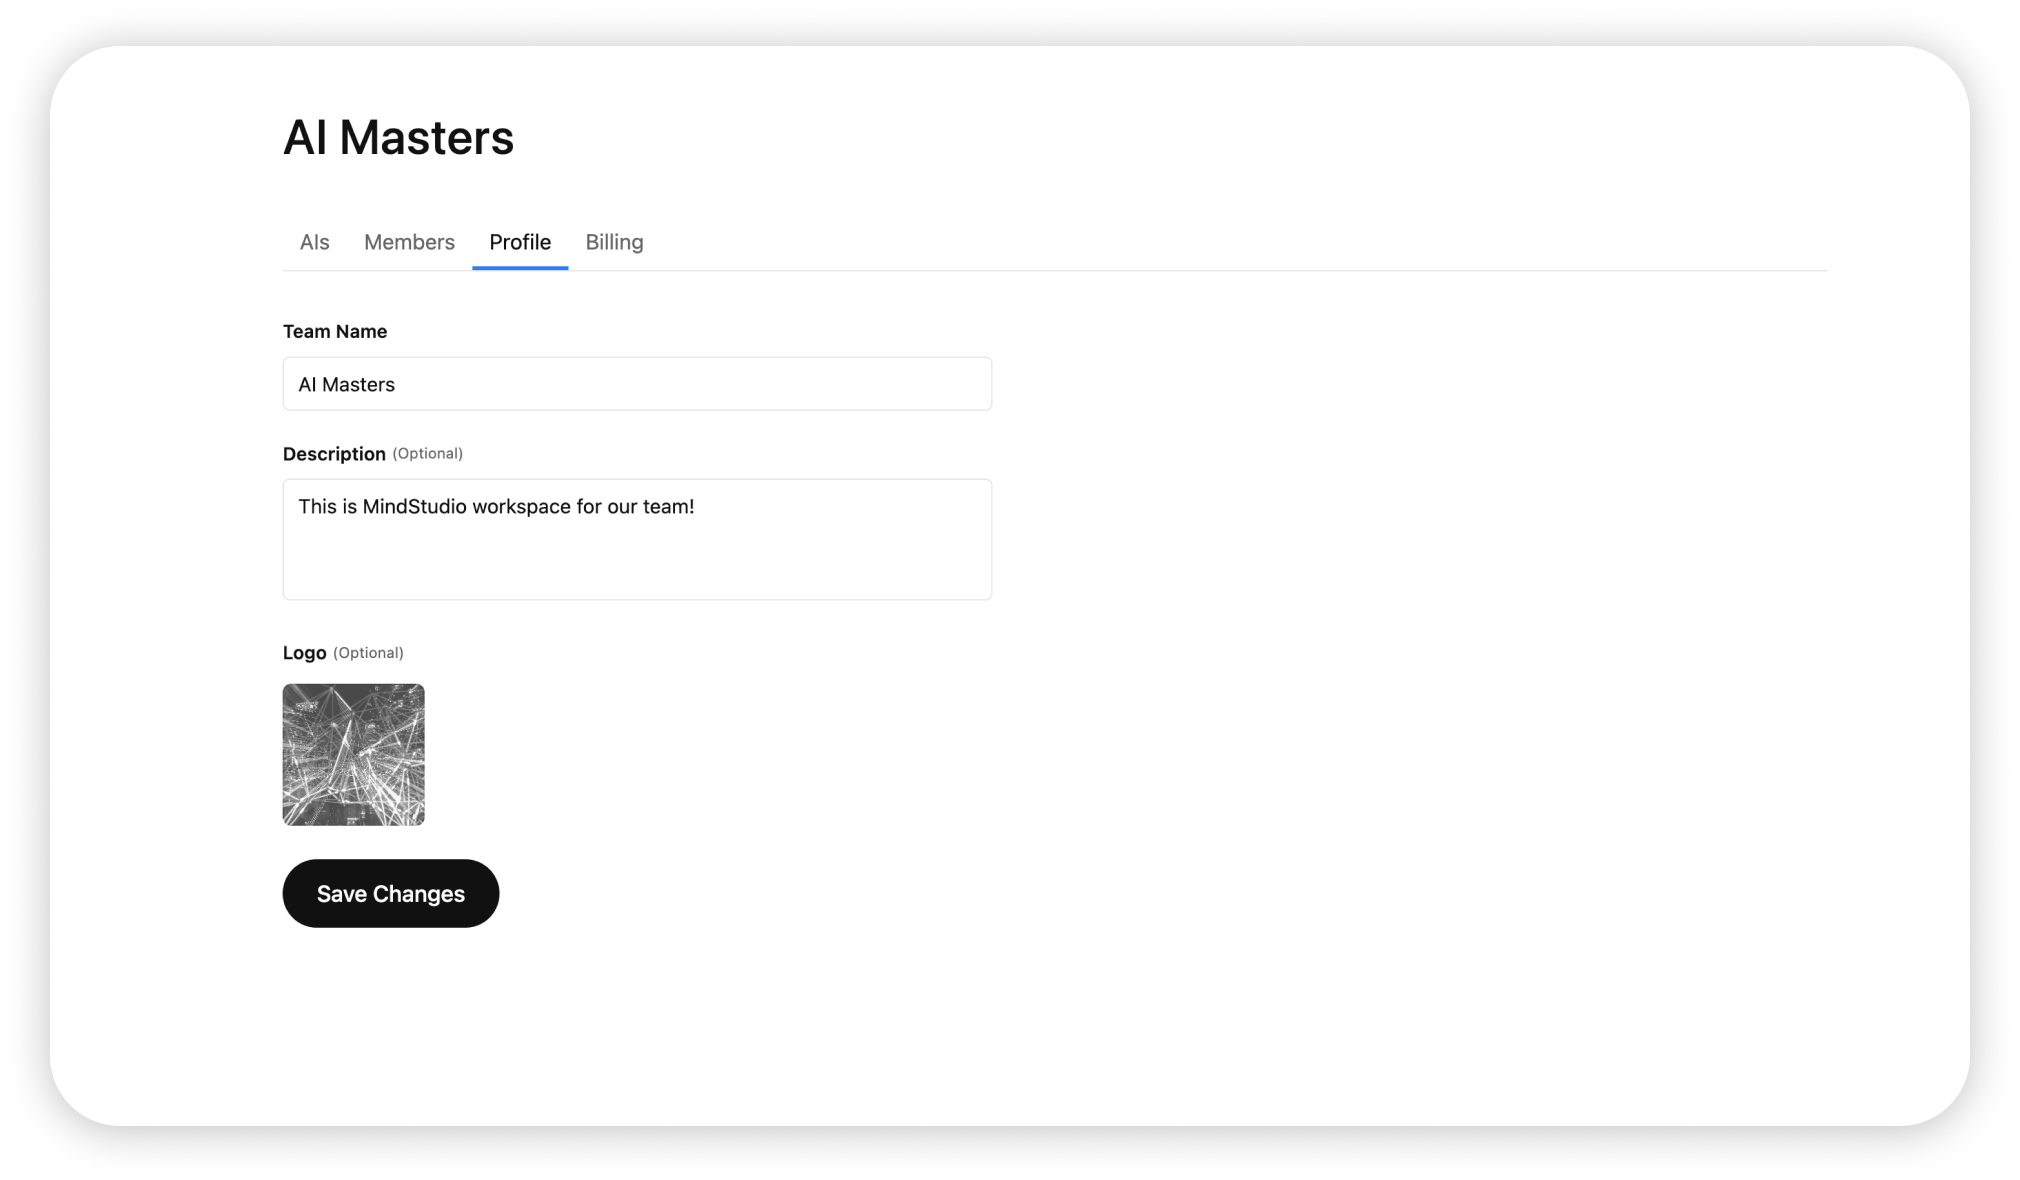 AI Masters
AIs Members Profile Billing
Team Name
AI Masters
Description (Optional)
This is MindStudio workspace for our team!
Logo (Optional)
Save Changes